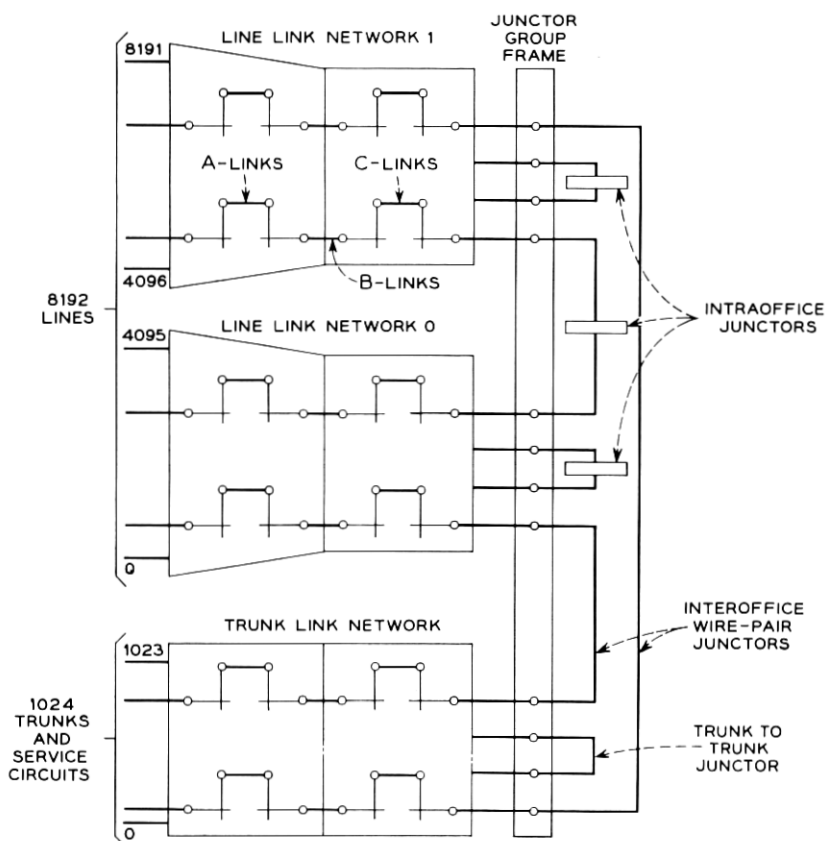 JUNCTOR
GROUP
FRAME
LINE LINK NETWORK 1
8191
A-LINKS
C-LINKS
B-LINKS
4096
8192
LINES
INTRAOFFICE
JUNCTORS
LINE LINK NETWORK 0
4095
0
TRUNK LINK NETWORK
INTEROFFICE
WIRE-PAIR
JUNCTORS
1023
1024
TRUNKS
AND
SERVICE
CIRCUITS
TRUNK TO
TRUNK
JUNCTOR
0